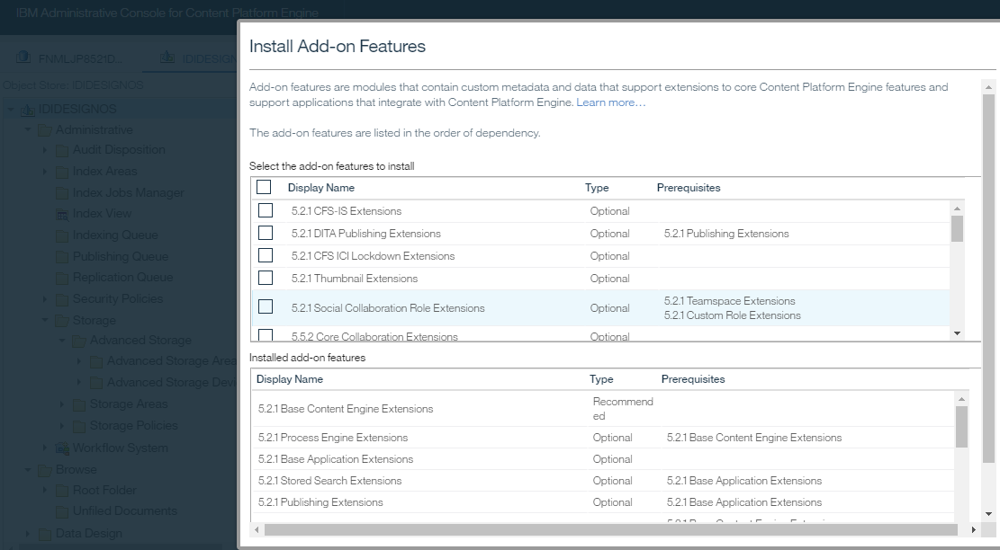 IBM Administrative Console for Content Platform Engine
FNMLJP8521D...
IDIDESIGN
Object Store: IDIDESIGNOS
IDIDESIGNOS
Administrative
Audit Disposition
Index Areas
Index Jobs Manager
Index View
Indexing Queue
Publishing Queue
Replication Queue
Security Policies
Storage
Advanced Storage
Advanced Storage Area
Advanced Storage Devi
Storage Areas
Storage Policies
Workflow System
Browse
Root Folder
Unfiled Documents
Data Design
Install Add-on Features
Add-on features are modules that contain custom metadata and data that support extensions to core Content Platform Engine features and
support applications that integrate with Content Platform Engine. Learn more...
The add-on features are listed in the order of dependency.
Select the add-on features to install
Display Name Type Prerequisites
5.2.1 CFS-IS Extensions Optional
5.2.1 DITA Publishing Extensions Optional 5.2.1 Publishing Extensions
5.2.1 CFS ICI Lockdown Extensions Optional
5.2.1 Thumbnail Extensions Optional
5.2.1 Social Collaboration Role Extensions Optional 5.2.1 Teamspace Extensions
5.2.1 Custom Role Extensions
5.5.2 Core Collaboration Extensions Optional
Installed add-on features
Display Name Type Prerequisites
5.2.1 Base Content Engine Extensions Recommend
ed
5.2.1 Process Engine Extensions Optional 5.2.1 Base Content Engine Extensions
5.2.1 Base Application Extensions Optional
5.2.1 Stored Search Extensions Optional 5.2.1 Base Application Extensions
5.2.1 Publishing Extensions Optional 5.2.1 Base Application Extensions
5.2.1 Base Content Engine Extensions